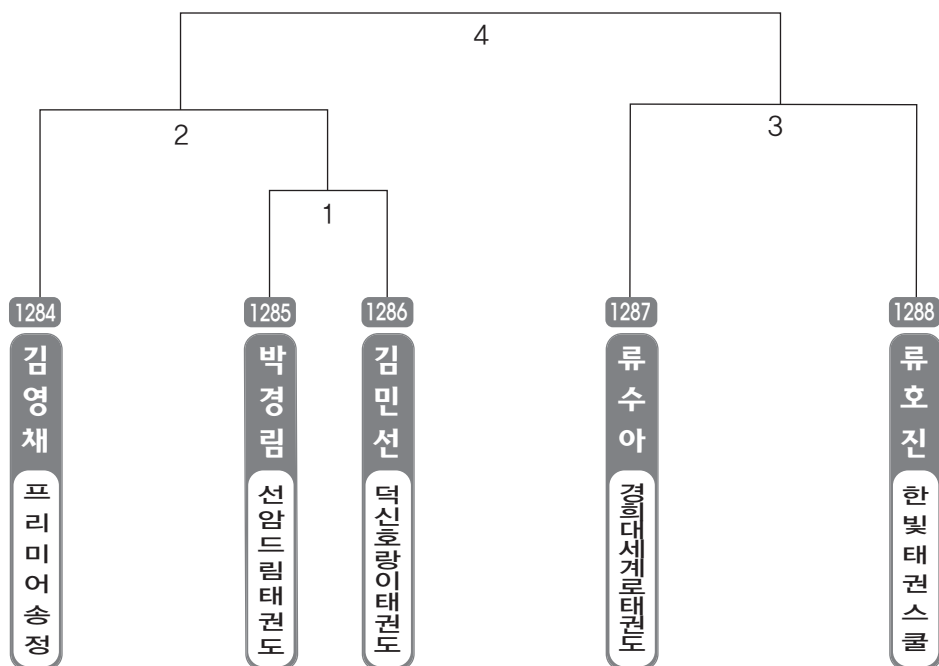 4
2
3
1
1284
김영채
프리미어송정
1285
박경림
선암드림태권도
1286
김민선
덕신호랑이태권도
1287
류수아
경희대세계로태권도
1288
류호진
한빛태권스쿨